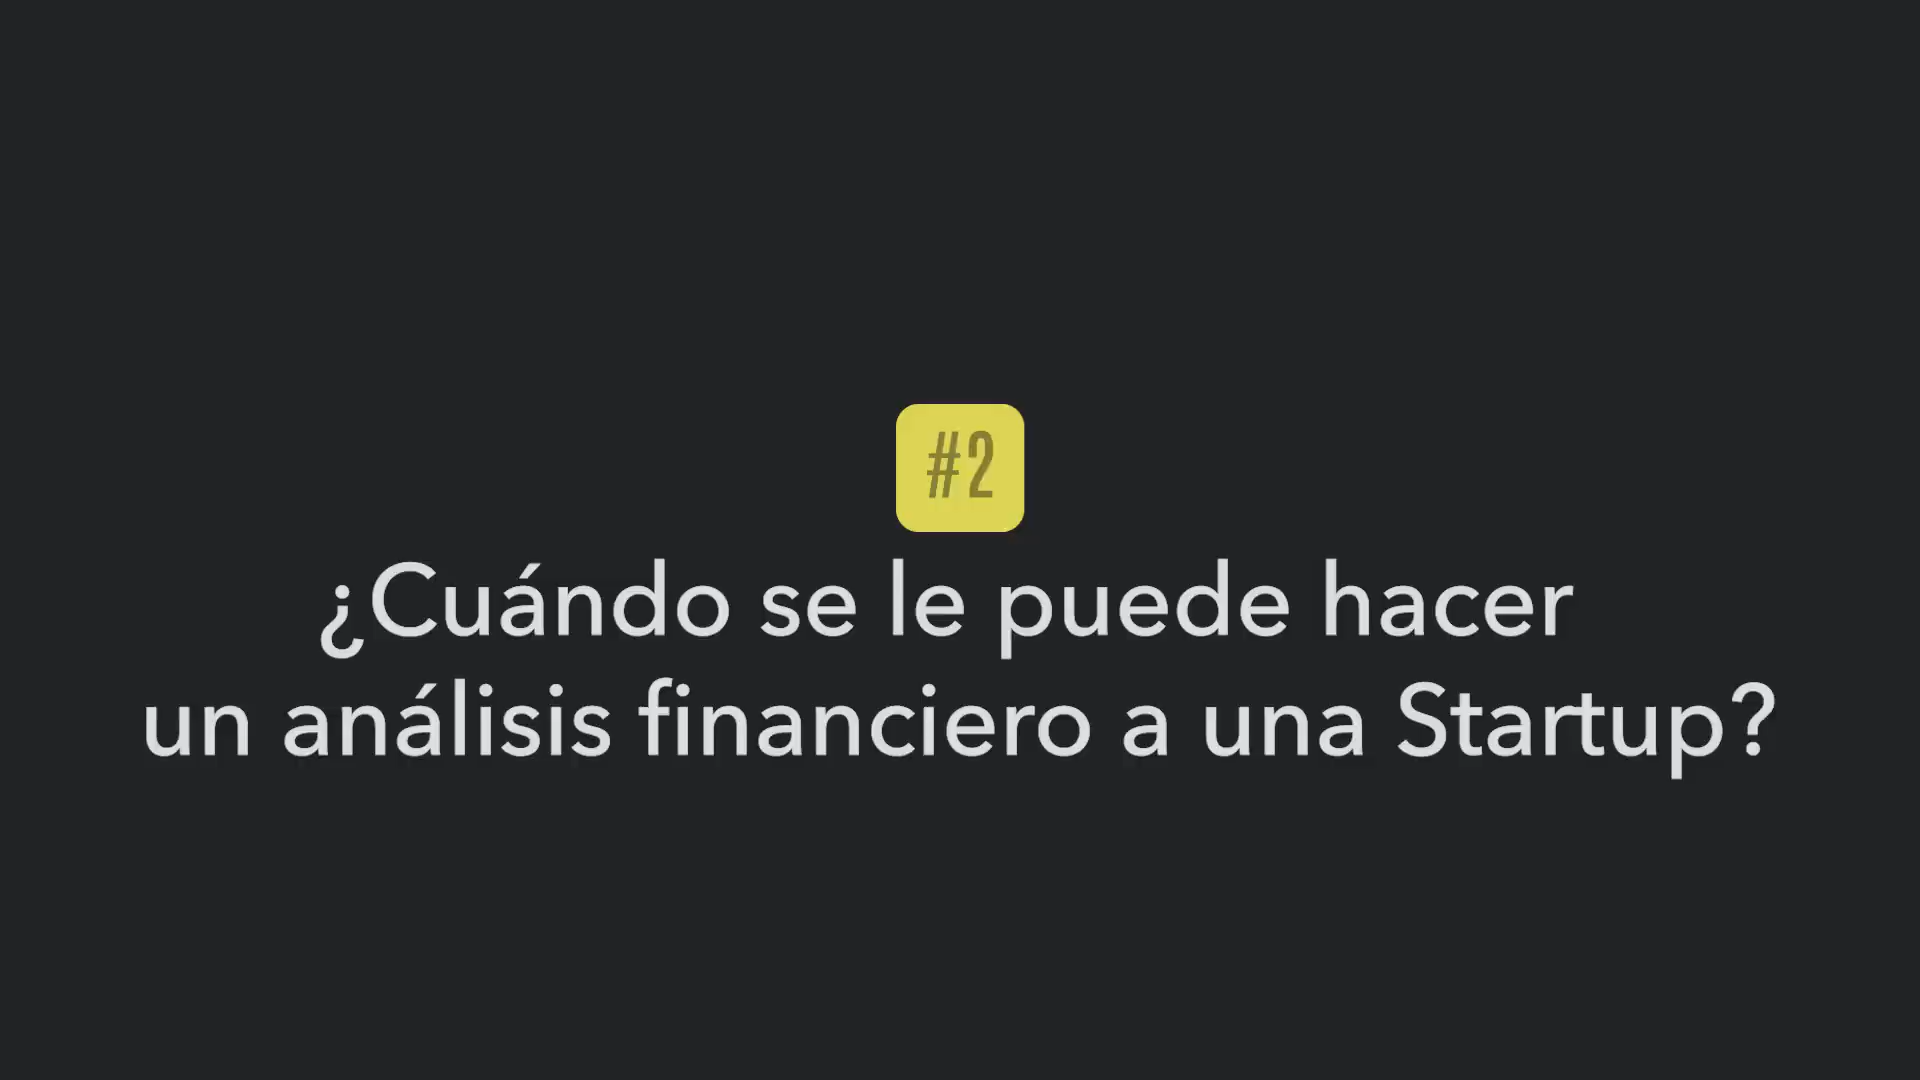 #2
¿Cuándo se le puede hacer
un análisis financiero a una Startup?